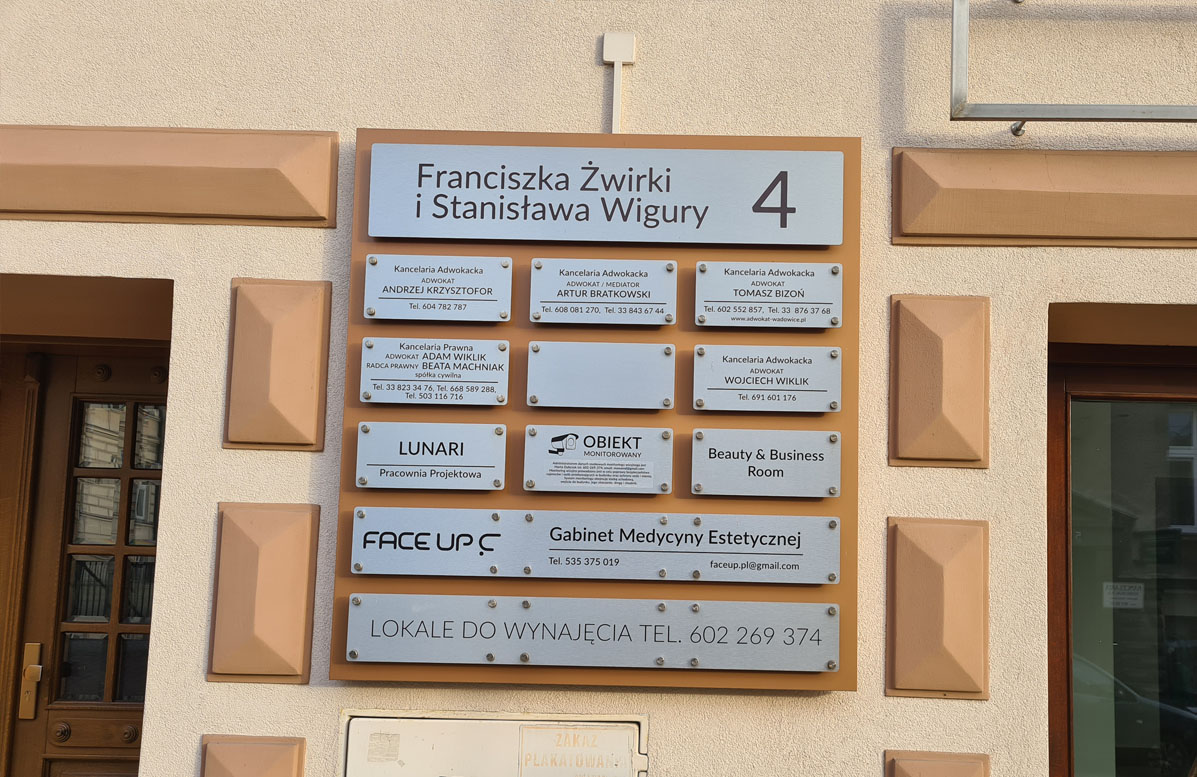 Franciszka Żwirki
i Stanisława Wigury
4
Kancelaria Adwokacka
ADWOKAT
ANDRZEJ KRZYSZTOFOR
Tel. 604 782 787
Kancelaria Adwokacka
ADWOKAT / MEDIATOR
ARTUR BRATKOWSKI
Tel. 608 081 270, Tel. 33 843 67 44
Kancelaria Adwokacka
ADWOKAT
TOMASZ BIZOŃ
Tel. 602 552 857, Tel. 33 876 37 68
www.adwokat-wadowice.pl
Kancelaria Prawna
ADWOKAT ADAM WIKLIK
RADCA PRAWNY BEATA MACHNIAK
spółka cywilna
Tel. 33 823 34 76, Tel. 668 589 288,
Tel. 503 116 716
Kancelaria Adwokacka
ADWOKAT
WOJCIECH WIKLIK
Tel. 691 601 176
LUNARI
Pracownia Projektowa
OBIEKT
MONITOROWANY
Beauty & Business
Room
FACE UP
Gabinet Medycyny Estetycznej
Tel. 535 375 019
faceup.pl@gmail.com
LOKALE DO WYNAJĘCIA TEL. 602 269 374
ZAKAZ
PLAKATOWANIA